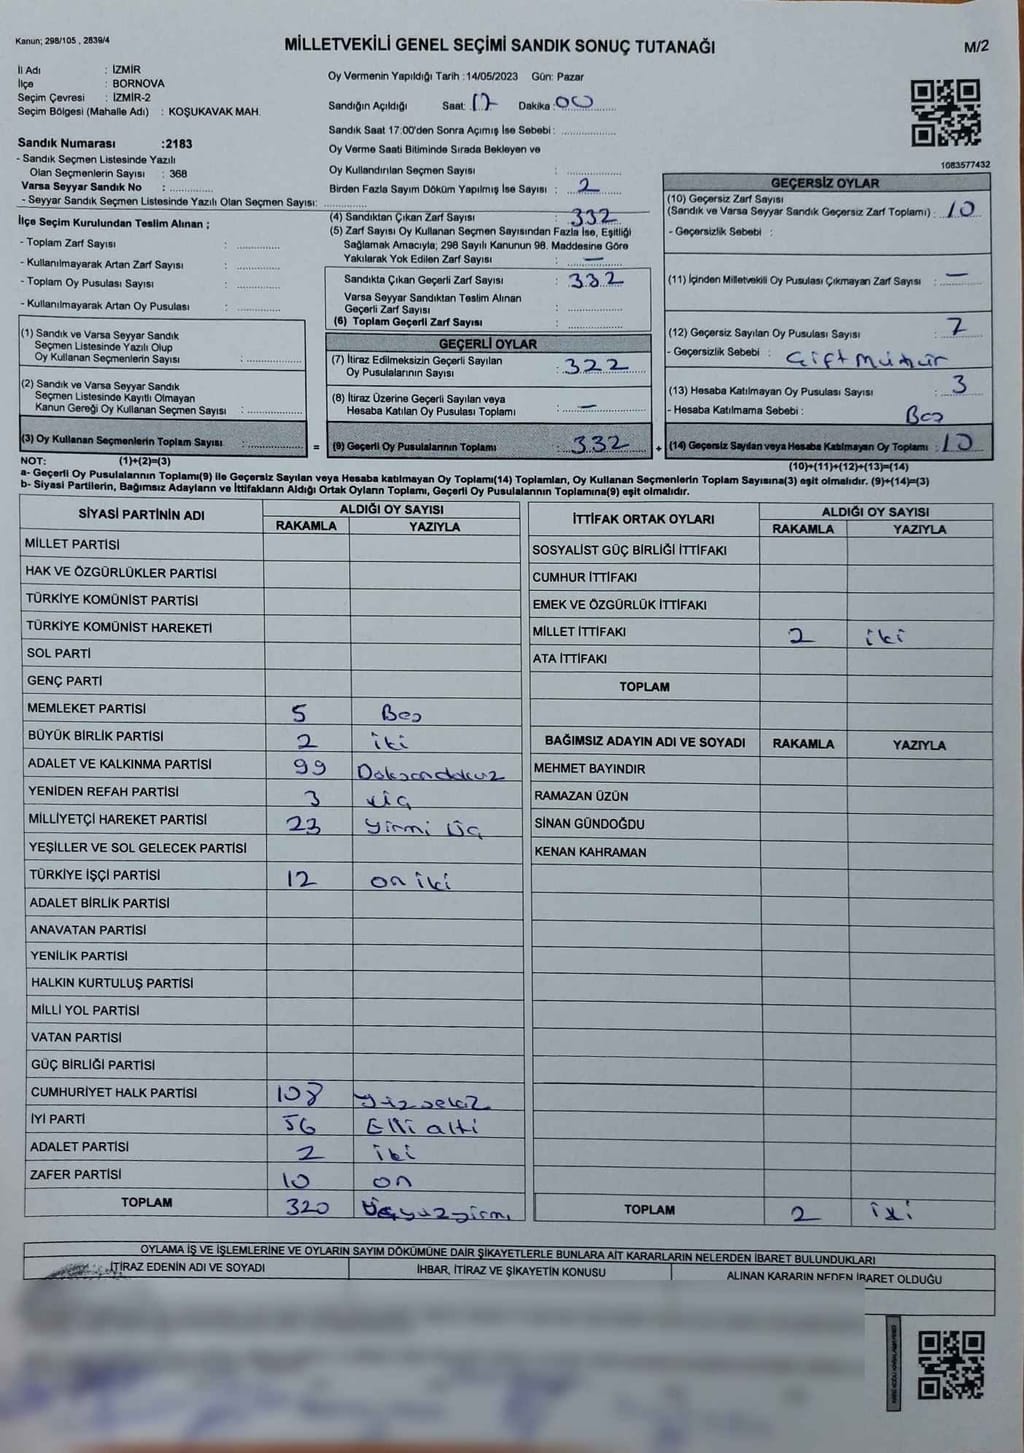 Kanun; 298/105 , 2839/4
MİLLETVEKİLİ GENEL SEÇİMİ SANDIK SONUÇ TUTANAĞI
M/2
İl Adı : İZMİR
İlçe : BORNOVA
Seçim Çevresi : İZMİR-2
Seçim Bölgesi (Mahalle Adı) : KOŞUKAVAK MAH.
Oy Vermenin Yapıldığı Tarih :14/05/2023 Gün: Pazar
Sandığın Açıldığı Saat: 17 Dakika: 00
Sandık Saat 17:00'den Sonra Açımış İse Sebebi :
Sandık Numarası :2183
- Sandık Seçmen Listesinde Yazılı
Olan Seçmenlerin Sayısı : 368
Varsa Seyyar Sandık No :
- Seyyar Sandık Seçmen Listesinde Yazılı Olan Seçmen Sayısı:
Oy Verme Saati Bitiminde Sırada Bekleyen ve
Oy Kullandırılan Seçmen Sayısı :
Birden Fazla Sayım Döküm Yapılmış İse Sayısı : 2
1083577432
İlçe Seçim Kurulundan Teslim Alınan ;
- Toplam Zarf Sayısı :
- Kullanılmayarak Artan Zarf Sayısı :
- Toplam Oy Pusulası Sayısı :
- Kullanılmayarak Artan Oy Pusulası :
(1) Sandık ve Varsa Seyyar Sandık
Seçmen Listesinde Yazılı Olup
Oy Kullanan Seçmenlerin Sayısı :
(2) Sandık ve Varsa Seyyar Sandık
Seçmen Listesinde Kayıtlı Olmayan
Kanun Gereği Oy Kullanan Seçmen Sayısı :
(3) Oy Kullanan Seçmenlerin Toplam Sayısı :
(4) Sandıktan Çıkan Zarf Sayısı : 332
(5) Zarf Sayısı Oy Kullanan Seçmen Sayısından Fazla İse, Eşitliği
Sağlamak Amacıyla; 298 Sayılı Kanunun 98. Maddesine Göre
Yakılarak Yok Edilen Zarf Sayısı : —
Sandıkta Çıkan Geçerli Zarf Sayısı : 332
Varsa Seyyar Sandıktan Teslim Alınan
Geçerli Zarf Sayısı :
(6) Toplam Geçerli Zarf Sayısı :
GEÇERLİ OYLAR
(7) İtiraz Edilmeksizin Geçerli Sayılan
Oy Pusulalarının Sayısı : 322
(8) İtiraz Üzerine Geçerli Sayılan veya
Hesaba Katılan Oy Pusulası Toplamı : —
= (9) Geçerli Oy Pusulalarının Toplamı : 332
GEÇERSİZ OYLAR
(10) Geçersiz Zarf Sayısı
(Sandık ve Varsa Seyyar Sandık Geçersiz Zarf Toplamı) : 10
- Geçersizlik Sebebi :
(11) İçinden Milletvekili Oy Pusulası Çıkmayan Zarf Sayısı : —
(12) Geçersiz Sayılan Oy Pusulası Sayısı : 7
- Geçersizlik Sebebi : Çift Mühür
(13) Hesaba Katılmayan Oy Pusulası Sayısı : 3
- Hesaba Katılmama Sebebi : Boş
+ (14) Geçersiz Sayılan veya Hesaba Katılmayan Oy Toplamı : 10
NOT: (1)+(2)=(3)
(10)+(11)+(12)+(13)=(14)
a- Geçerli Oy Pusulalarının Toplamı(9) ile Geçersiz Sayılan veya Hesaba katılmayan Oy Toplamı(14) Toplamları, Oy Kullanan Seçmenlerin Toplam Sayısına(3) eşit olmalıdır. (9)+(14)=(3)
b- Siyasi Partilerin, Bağımsız Adayların ve İttifakların Aldığı Ortak Oyların Toplamı, Geçerli Oy Pusulalarının Toplamına(9) eşit olmalıdır.
SİYASİ PARTİNİN ADI
ALDIĞI OY SAYISI
RAKAMLA YAZIYLA
MİLLET PARTİSİ
HAK VE ÖZGÜRLÜKLER PARTİSİ
TÜRKİYE KOMÜNİST PARTİSİ
TÜRKİYE KOMÜNİST HAREKETİ
SOL PARTİ
GENÇ PARTİ
MEMLEKET PARTİSİ 5 Beş
BÜYÜK BİRLİK PARTİSİ 2 iki
ADALET VE KALKINMA PARTİSİ 99 Doksandokuz
YENİDEN REFAH PARTİSİ 3 üç
MİLLİYETÇİ HAREKET PARTİSİ 23 Yirmi Üç
YEŞİLLER VE SOL GELECEK PARTİSİ
TÜRKİYE İŞÇİ PARTİSİ 12 on iki
ADALET BİRLİK PARTİSİ
ANAVATAN PARTİSİ
YENİLİK PARTİSİ
HALKIN KURTULUŞ PARTİSİ
MİLLİ YOL PARTİSİ
VATAN PARTİSİ
GÜÇ BİRLİĞİ PARTİSİ
CUMHURİYET HALK PARTİSİ 108 Yüzsekiz
İYİ PARTİ 56 Elli altı
ADALET PARTİSİ 2 iki
ZAFER PARTİSİ 10 on
TOPLAM 320 Üçyüzyirmi
İTTİFAK ORTAK OYLARI
ALDIĞI OY SAYISI
RAKAMLA YAZIYLA
SOSYALİST GÜÇ BİRLİĞİ İTTİFAKI
CUMHUR İTTİFAKI
EMEK VE ÖZGÜRLÜK İTTİFAKI
MİLLET İTTİFAKI 2 iki
ATA İTTİFAKI
TOPLAM
BAĞIMSIZ ADAYIN ADI VE SOYADI RAKAMLA YAZIYLA
MEHMET BAYINDIR
RAMAZAN ÜZÜN
SİNAN GÜNDOĞDU
KENAN KAHRAMAN
TOPLAM 2 iki
OYLAMA İŞ VE İŞLEMLERİNE VE OYLARIN SAYIM DÖKÜMÜNE DAİR ŞİKAYETLERLE BUNLARA AİT KARARLARIN NELERDEN İBARET BULUNDUKLARI
İTİRAZ EDENİN ADI VE SOYADI İHBAR, İTİRAZ VE ŞİKAYETİN KONUSU ALINAN KARARIN NEDEN İBARET OLDUĞU